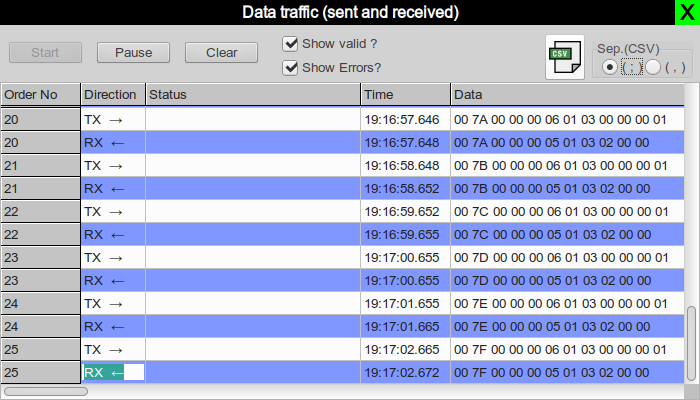 Data traffic (sent and received)
X
Start
Pause
Clear
Show valid ?
Show Errors?
CSV
Sep.(CSV)
( ; )
( , )
Order No Direction Status Time Data
20 TX → 19:16:57.646 00 7A 00 00 00 06 01 03 00 00 00 01
20 RX ← 19:16:57.648 00 7A 00 00 00 05 01 03 02 00 00
21 TX → 19:16:58.648 00 7B 00 00 00 06 01 03 00 00 00 01
21 RX ← 19:16:58.652 00 7B 00 00 00 05 01 03 02 00 00
22 TX → 19:16:59.652 00 7C 00 00 00 06 01 03 00 00 00 01
22 RX ← 19:16:59.655 00 7C 00 00 00 05 01 03 02 00 00
23 TX → 19:17:00.655 00 7D 00 00 00 06 01 03 00 00 00 01
23 RX ← 19:17:00.655 00 7D 00 00 00 05 01 03 02 00 00
24 TX → 19:17:01.655 00 7E 00 00 00 06 01 03 00 00 00 01
24 RX ← 19:17:01.665 00 7E 00 00 00 05 01 03 02 00 00
25 TX → 19:17:02.665 00 7F 00 00 00 06 01 03 00 00 00 01
25 RX ← 19:17:02.672 00 7F 00 00 00 05 01 03 02 00 00